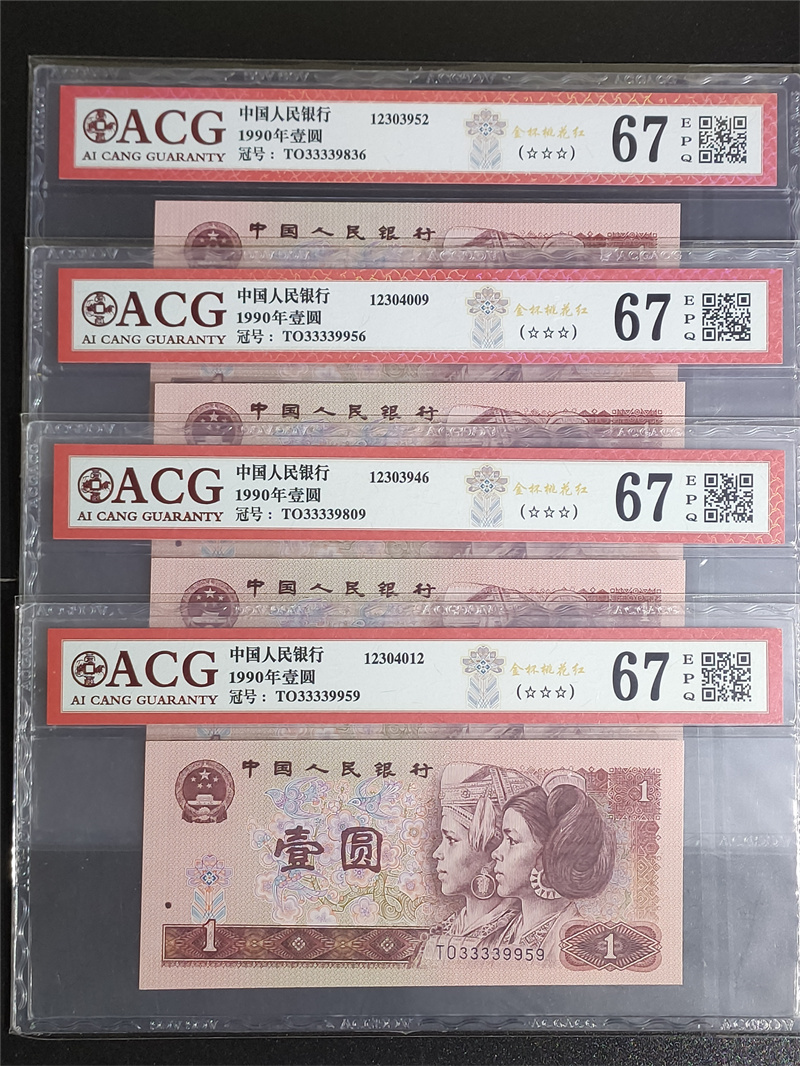 ACG
AI CANG GUARANTY
中国人民银行
1990年壹圆
冠号： TO33339836
12303952
金杯桃花红
(☆☆☆)
67
EPQ
中国人民银行
ACG
AI CANG GUARANTY
中国人民银行
1990年壹圆
冠号： TO33339956
12304009
金杯桃花红
(☆☆☆)
67
EPQ
中国人民银行
ACG
AI CANG GUARANTY
中国人民银行
1990年壹圆
冠号： TO33339809
12303946
金杯桃花红
(☆☆☆)
67
EPQ
中国人民银行
ACG
AI CANG GUARANTY
中国人民银行
1990年壹圆
冠号： TO33339959
12304012
金杯桃花红
(☆☆☆)
67
EPQ
中国人民银行
1
壹圆
1
TO33339959
1